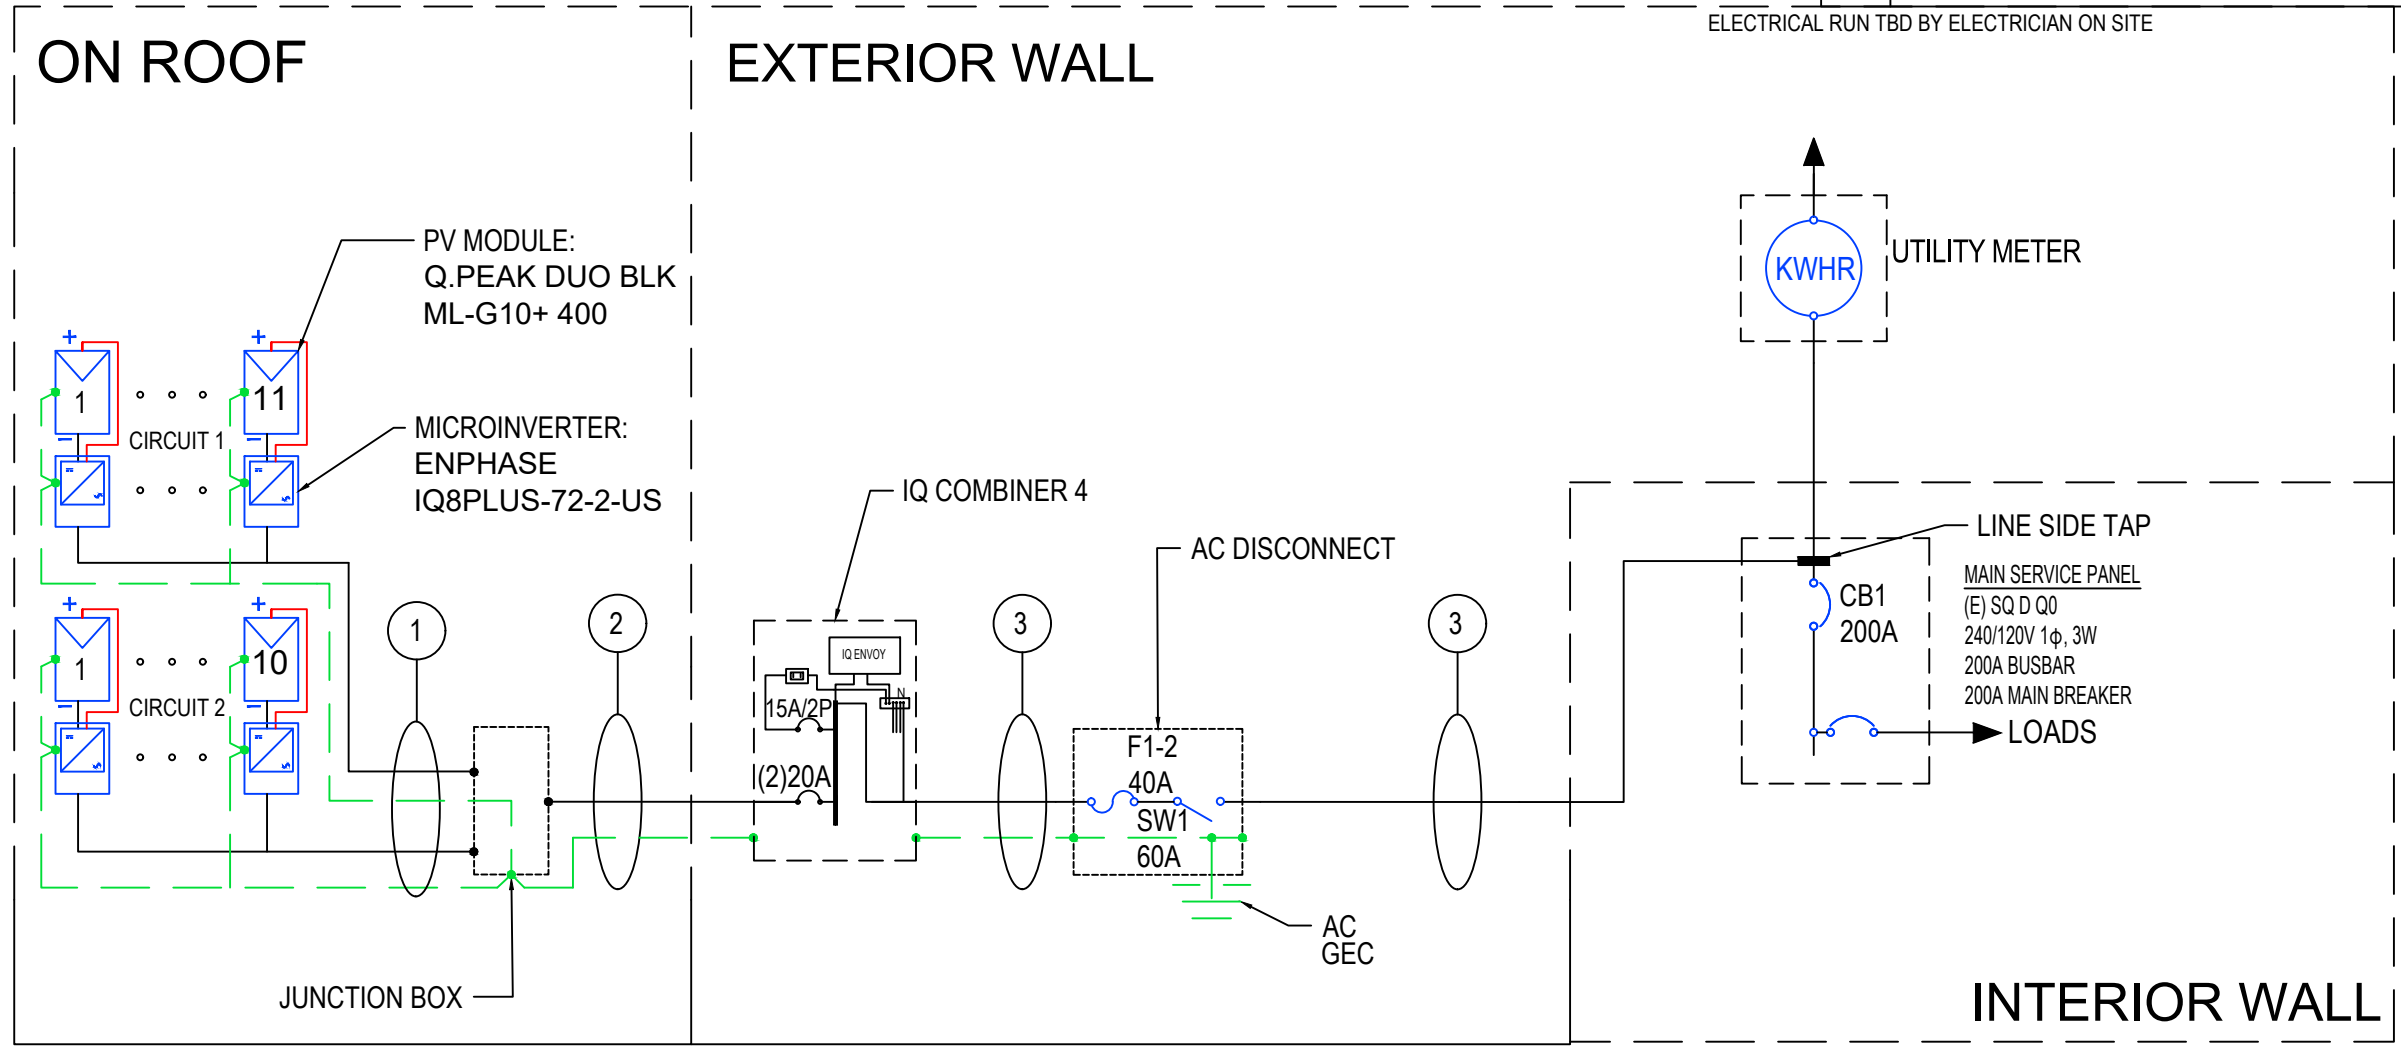 ELECTRICAL RUN TBD BY ELECTRICIAN ON SITE
ON ROOF
EXTERIOR WALL
PV MODULE:
Q.PEAK DUO BLK
ML-G10+ 400
KWHR
UTILITY METER
+
+
1
11
−
−
CIRCUIT 1
MICROINVERTER:
ENPHASE
IQ8PLUS-72-2-US
IQ COMBINER 4
AC DISCONNECT
LINE SIDE TAP
MAIN SERVICE PANEL
(E) SQ D Q0
240/120V 1ϕ, 3W
200A BUSBAR
200A MAIN BREAKER
CB1
200A
LOADS
+
+
1
10
−
−
CIRCUIT 2
1
2
3
3
IQ ENVOY
N
15A/2P
(2)20A
F1-2
40A
SW1
60A
AC
GEC
JUNCTION BOX
INTERIOR WALL